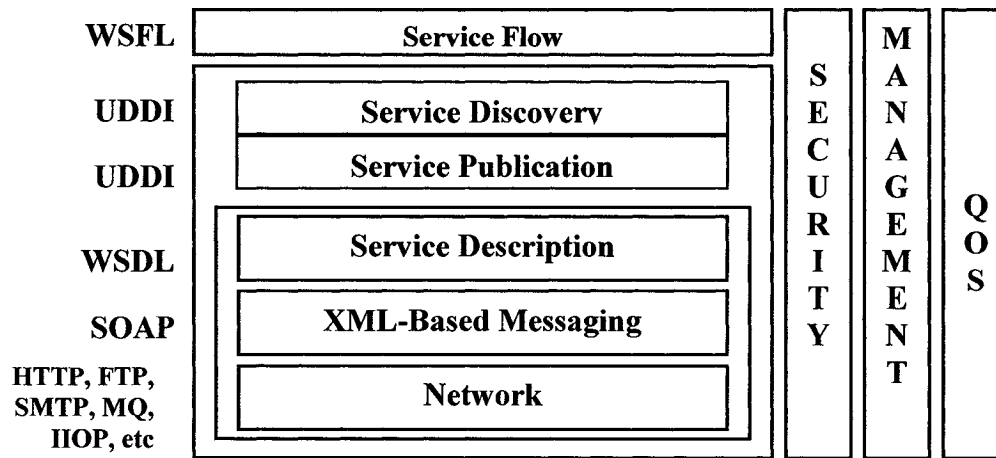 WSFL Service Flow
UDDI Service Discovery
UDDI Service Publication
WSDL Service Description
SOAP XML-Based Messaging
HTTP, FTP,
SMTP, MQ,
IIOP, etc
Network
SECURITY
MANAGEMENT
QOS